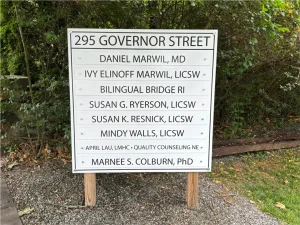 295 GOVERNOR STREET
DANIEL MARWIL, MD
IVY ELINOFF MARWIL, LICSW
BILINGUAL BRIDGE RI
SUSAN G. RYERSON, LICSW
SUSAN K. RESNICK, LICSW
MINDY WALLS, LICSW
APRIL LAU, LMHC • QUALITY COUNSELING NE
MARNEE S. COLBURN, PhD